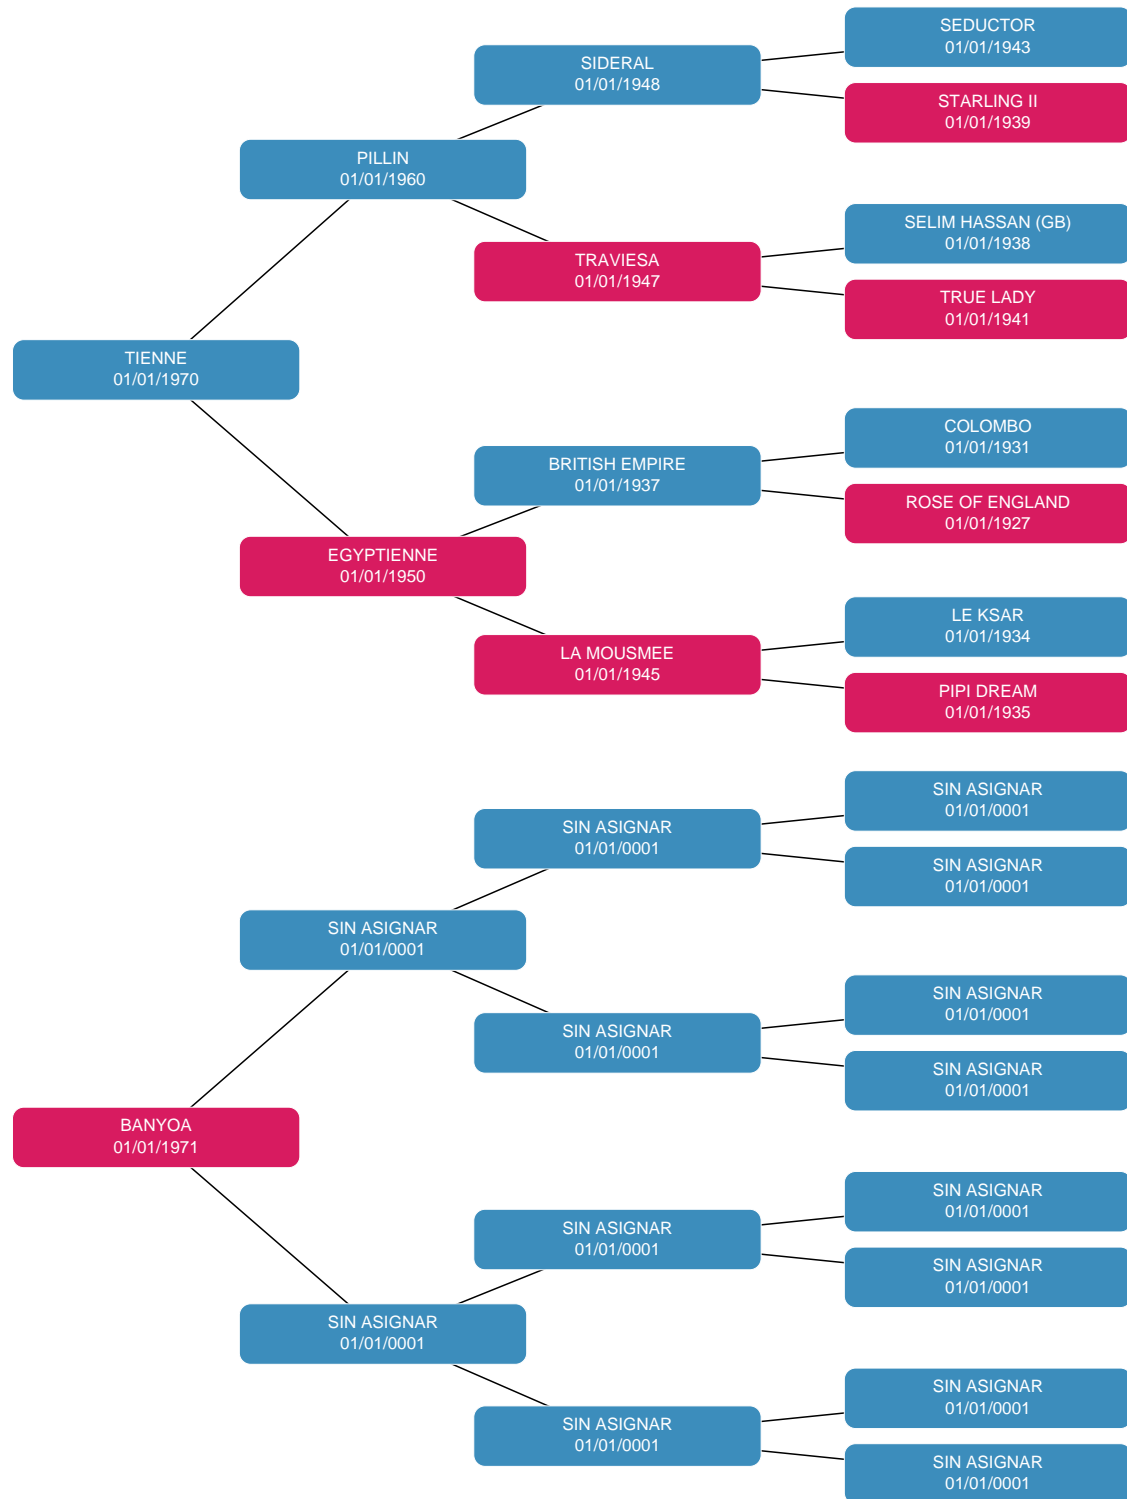 SEDUCTOR
01/01/1943
SIDERAL
01/01/1948
STARLING II
01/01/1939
PILLIN
01/01/1960
SELIM HASSAN (GB)
01/01/1938
TRAVIESA
01/01/1947
TRUE LADY
01/01/1941
TIENNE
01/01/1970
COLOMBO
01/01/1931
BRITISH EMPIRE
01/01/1937
ROSE OF ENGLAND
01/01/1927
EGYPTIENNE
01/01/1950
LE KSAR
01/01/1934
LA MOUSMEE
01/01/1945
PIPI DREAM
01/01/1935
SIN ASIGNAR
01/01/0001
SIN ASIGNAR
01/01/0001
SIN ASIGNAR
01/01/0001
SIN ASIGNAR
01/01/0001
SIN ASIGNAR
01/01/0001
SIN ASIGNAR
01/01/0001
SIN ASIGNAR
01/01/0001
BANYOA
01/01/1971
SIN ASIGNAR
01/01/0001
SIN ASIGNAR
01/01/0001
SIN ASIGNAR
01/01/0001
SIN ASIGNAR
01/01/0001
SIN ASIGNAR
01/01/0001
SIN ASIGNAR
01/01/0001
SIN ASIGNAR
01/01/0001